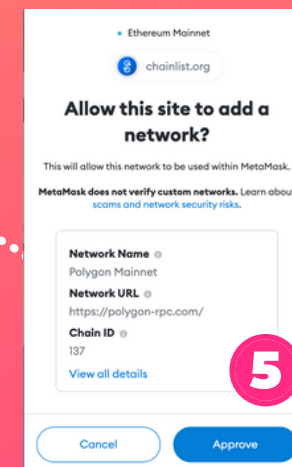 Ethereum Mainnet
chainlist.org
Allow this site to add a
network?
This will allow this network to be used within MetaMask.
MetaMask does not verify custom networks. Learn about
scams and network security risks.
Network Name
Polygon Mainnet
Network URL
https://polygon-rpc.com/
Chain ID
137
View all details
5
Cancel
Approve